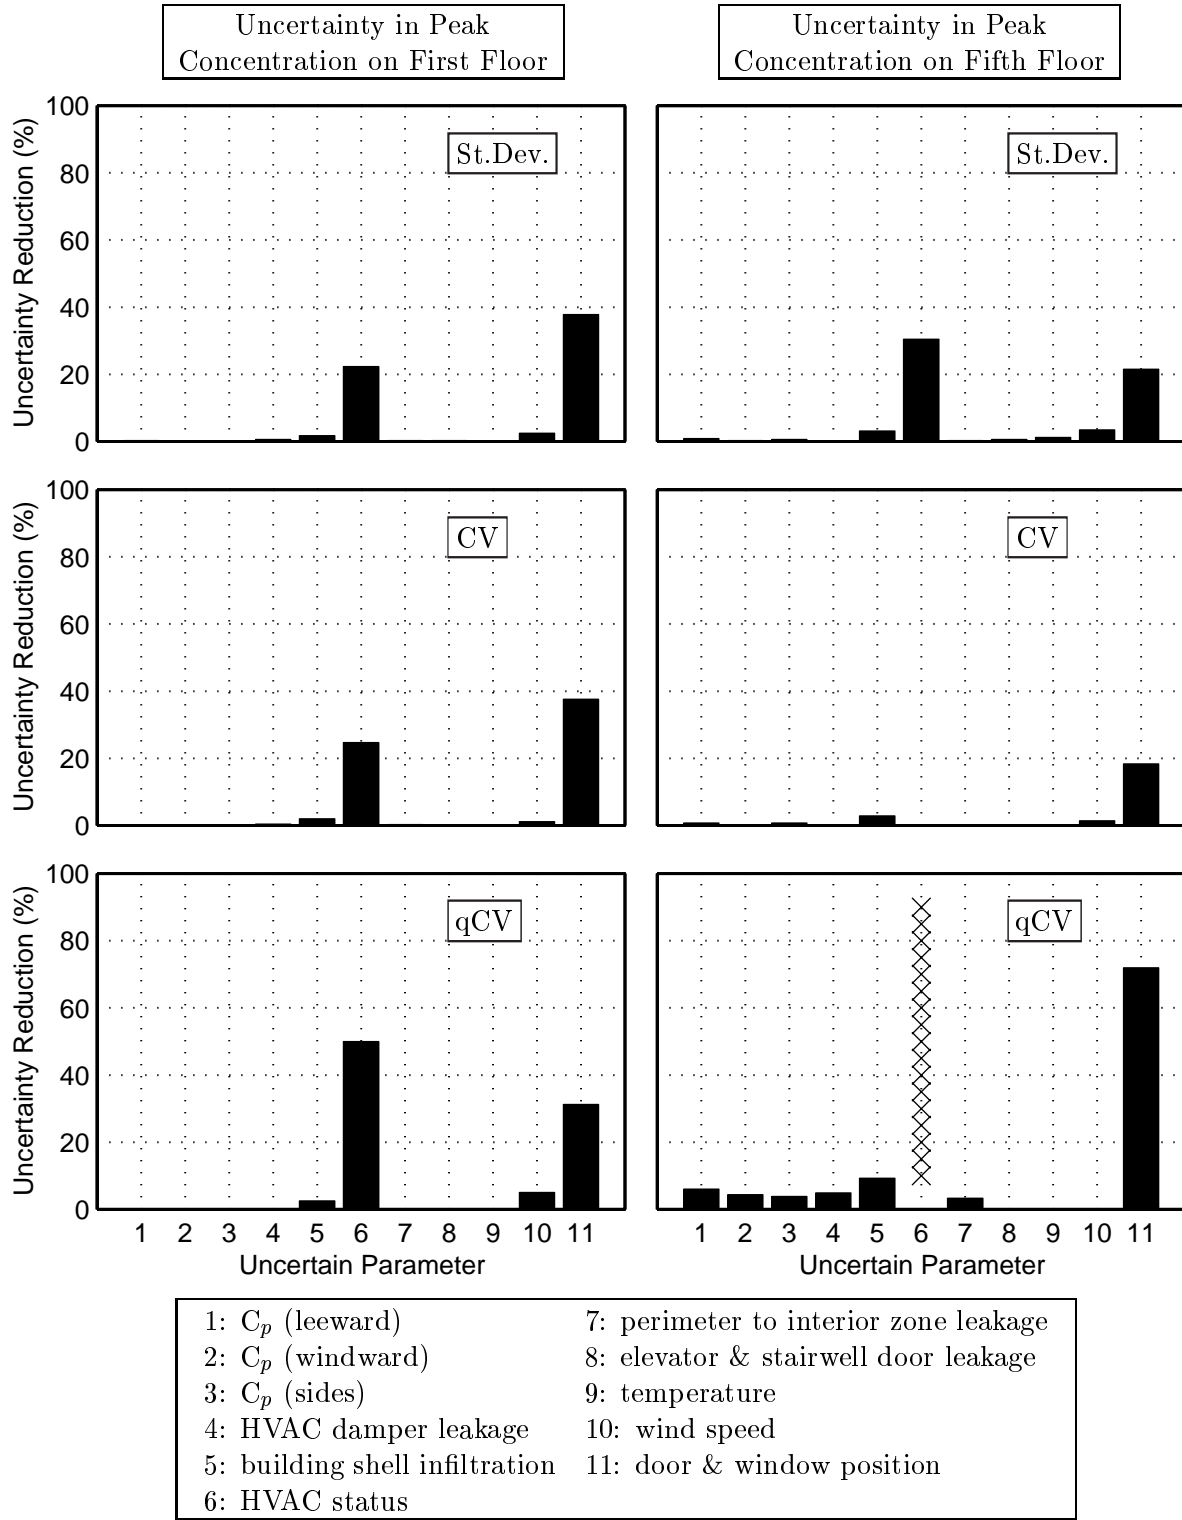 Uncertainty in Peak
Concentration on First Floor
Uncertainty in Peak
Concentration on Fifth Floor
Uncertainty Reduction (%)
100
80
60
40
20
0
St.Dev.
St.Dev.
Uncertainty Reduction (%)
100
80
60
40
20
0
CV
CV
Uncertainty Reduction (%)
100
80
60
40
20
0
qCV
qCV
1 2 3 4 5 6 7 8 9 10 11
1 2 3 4 5 6 7 8 9 10 11
Uncertain Parameter
Uncertain Parameter
1: Cp (leeward)
2: Cp (windward)
3: Cp (sides)
4: HVAC damper leakage
5: building shell infiltration
6: HVAC status
7: perimeter to interior zone leakage
8: elevator & stairwell door leakage
9: temperature
10: wind speed
11: door & window position